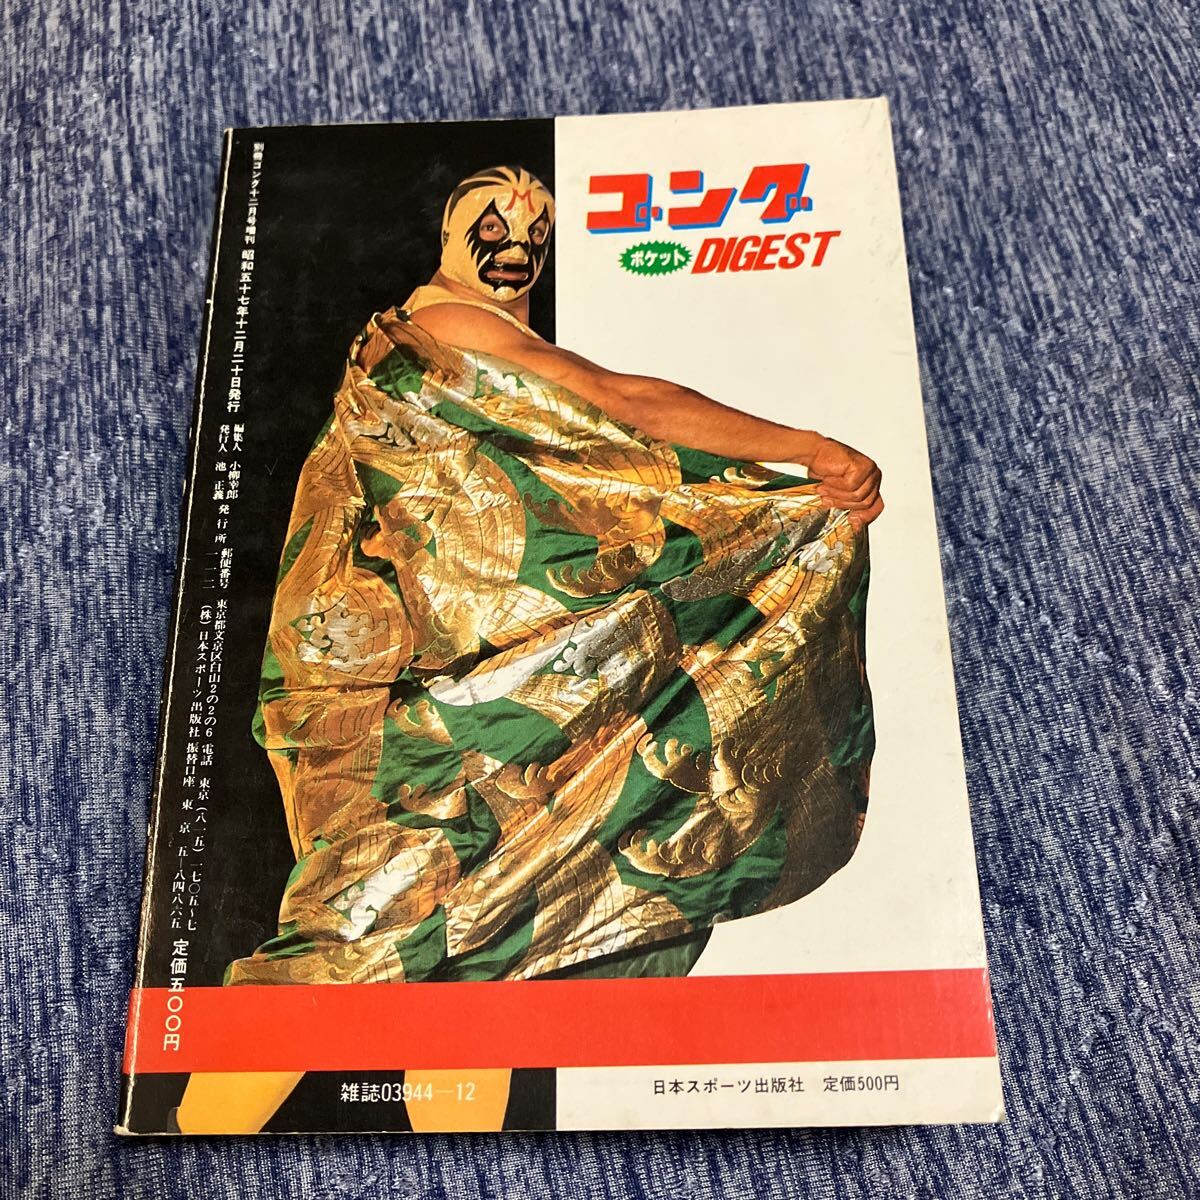 ゴング
ポケット DIGEST
別冊ゴング十二月号増刊 昭和五十七年十二月二十日発行
編集人 小柳幸郎
発行人 池 正義
発行所 郵便番号 一一二
東京都文京区白山2の2の6
(株)日本スポーツ出版社
電話 東京(八一五)一七〇五〜七
振替口座 東京 五―八四八六五
定価五〇〇円
雑誌03944―12
日本スポーツ出版社 定価500円
M